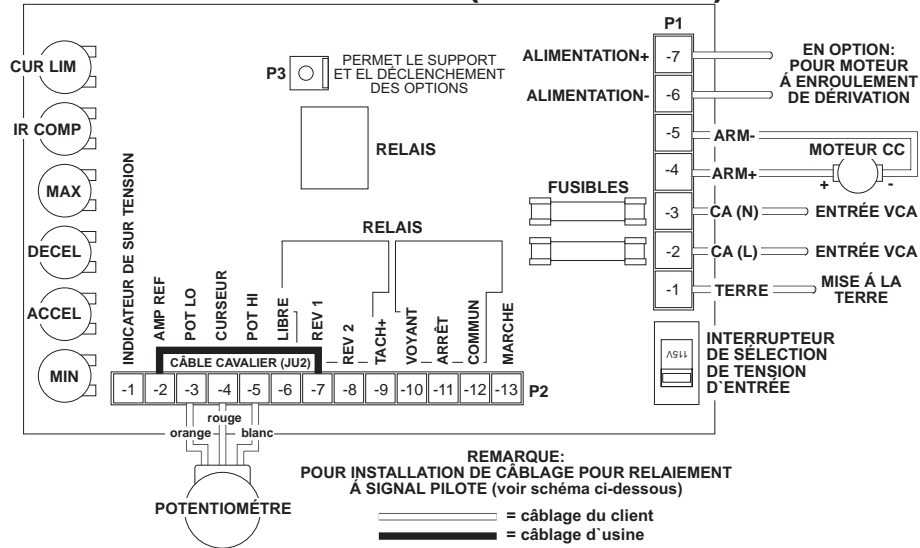 P1
CUR LIM
IR COMP
MAX
DECEL
ACCEL
MIN
P3
PERMET LE SUPPORT
ET EL DÉCLENCHEMENT
DES OPTIONS
RELAIS
FUSIBLES
RELAIS
ALIMENTATION+
ALIMENTATION-
-7
-6
-5
-4
-3
-2
-1
ARM-
ARM+
CA (N)
CA (L)
TERRE
EN OPTION:
POUR MOTEUR
Á ENROULEMENT
DE DÉRIVATION
MOTEUR CC
+ -
ENTRÉE VCA
ENTRÉE VCA
MISE Á LA
TERRE
115V
INTERRUPTEUR
DE SÉLECTION
DE TENSION
D`ENTRÉE
INDICATEUR DE SUR TENSION
AMP REF
POT LO
CURSEUR
POT HI
LIBRE
REV 1
REV 2
TACH+
VOYANT
ARRÊT
COMMUN
MARCHE
CÂBLE CAVALIER (JU2)
-1 -2 -3 -4 -5 -6 -7 -8 -9 -10 -11 -12 -13
P2
rouge
orange
blanc
POTENTIOMÉTRE
REMARQUE:
POUR INSTALLATION DE CÂBLAGE POUR RELAIEMENT
Á SIGNAL PILOTE (voir schéma ci-dessous)
= câblage du client
= câblage d`usine